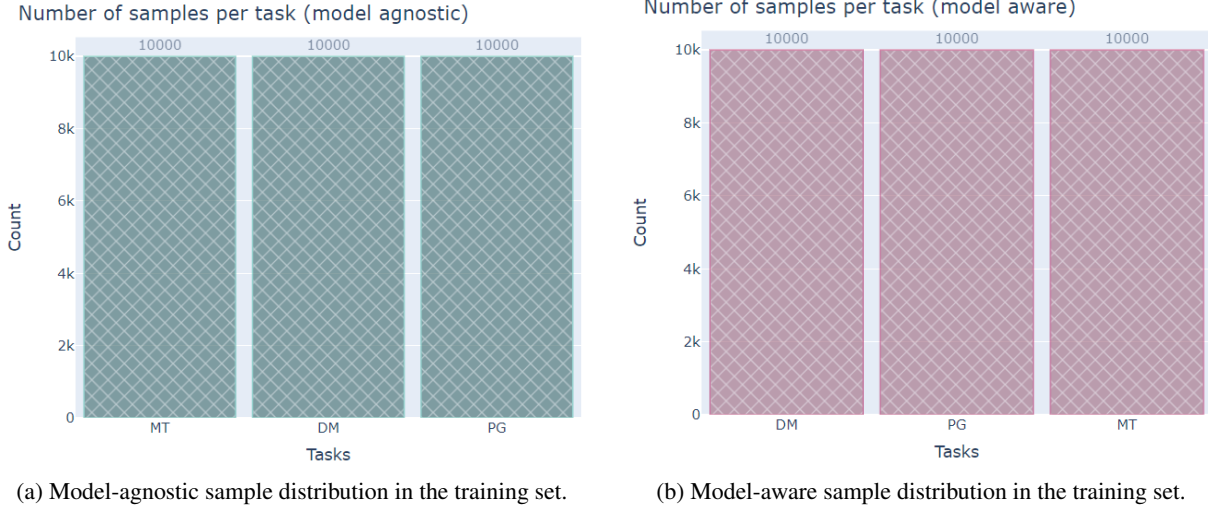 Number of samples per task (model agnostic)
10000 10000 10000
10k
8k
6k
4k
2k
0
Count
MT DM PG
Tasks
(a) Model-agnostic sample distribution in the training set.
Number of samples per task (model aware)
10000 10000 10000
10k
8k
6k
4k
2k
0
Count
DM PG MT
Tasks
(b) Model-aware sample distribution in the training set.